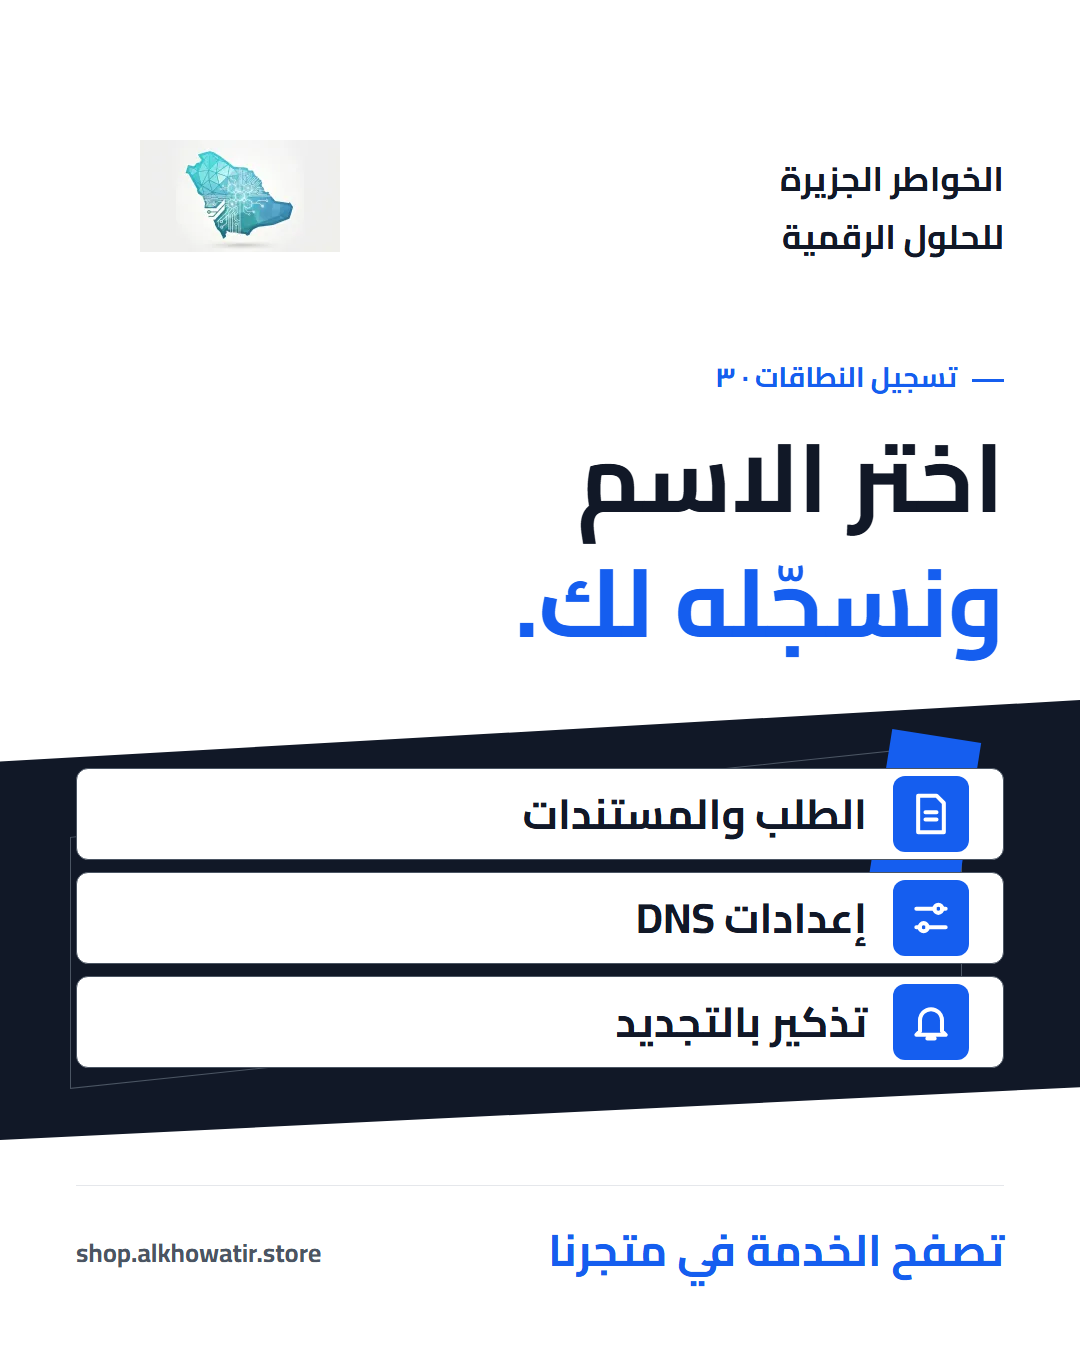 الخواطر الجزيرة
للحلول الرقمية
— تسجيل النطاقات · ٣
اختر الاسم
ونسجّله لك.
الطلب والمستندات
إعدادات DNS
تذكير بالتجديد
تصفح الخدمة في متجرنا
shop.alkhowatir.store